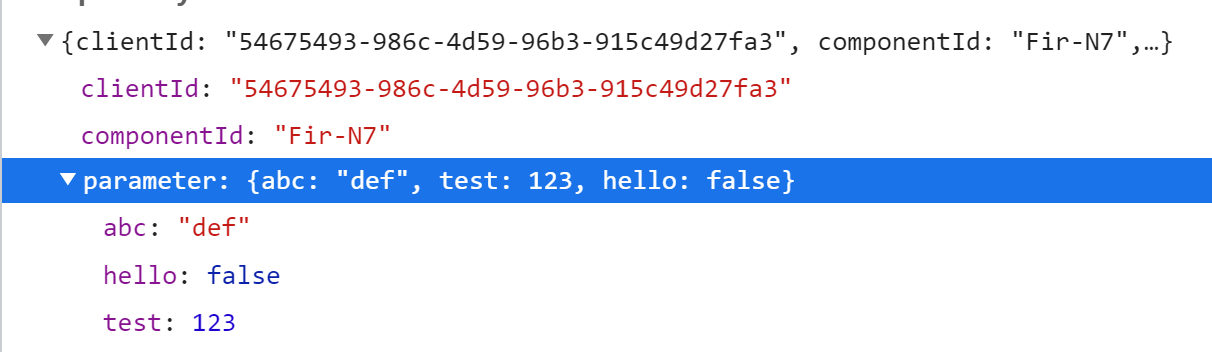 {clientId: "54675493-986c-4d59-96b3-915c49d27fa3", componentId: "Fir-N7",…}
clientId: "54675493-986c-4d59-96b3-915c49d27fa3"
componentId: "Fir-N7"
parameter: {abc: "def", test: 123, hello: false}
abc: "def"
hello: false
test: 123